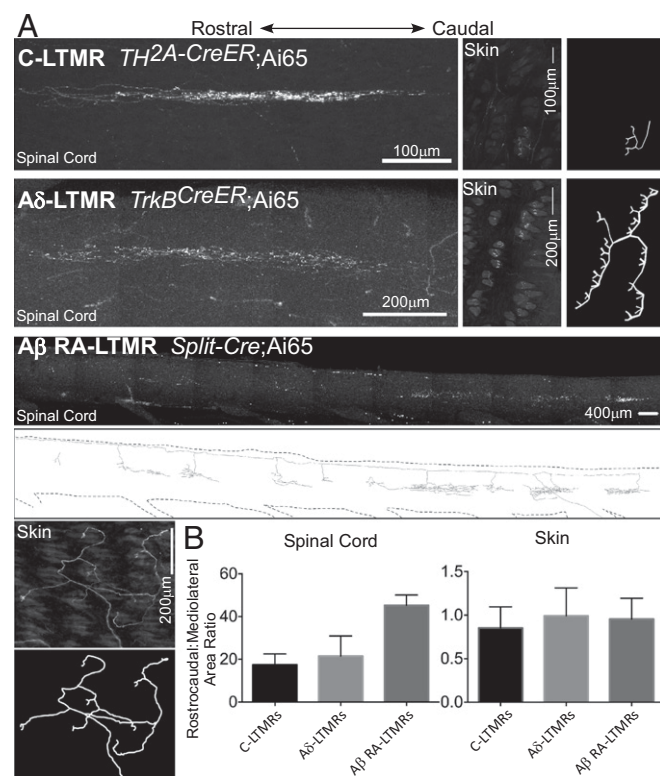 A
Rostral Caudal
C-LTMR TH2A-CreER;Ai65
Spinal Cord
100μm
Skin
100μm
Aδ-LTMR TrkBCreER;Ai65
Spinal Cord
200μm
Skin
200μm
Aβ RA-LTMR Split-Cre;Ai65
Spinal Cord
400μm
Skin
200μm
B
Spinal Cord
Rostrocaudal:Mediolateral
Area Ratio
60
40
20
0
C-LTMRs
Aδ-LTMRs
Aβ RA-LTMRs
Skin
1.5
1.0
0.5
0.0
C-LTMRs
Aδ-LTMRs
Aβ RA-LTMRs